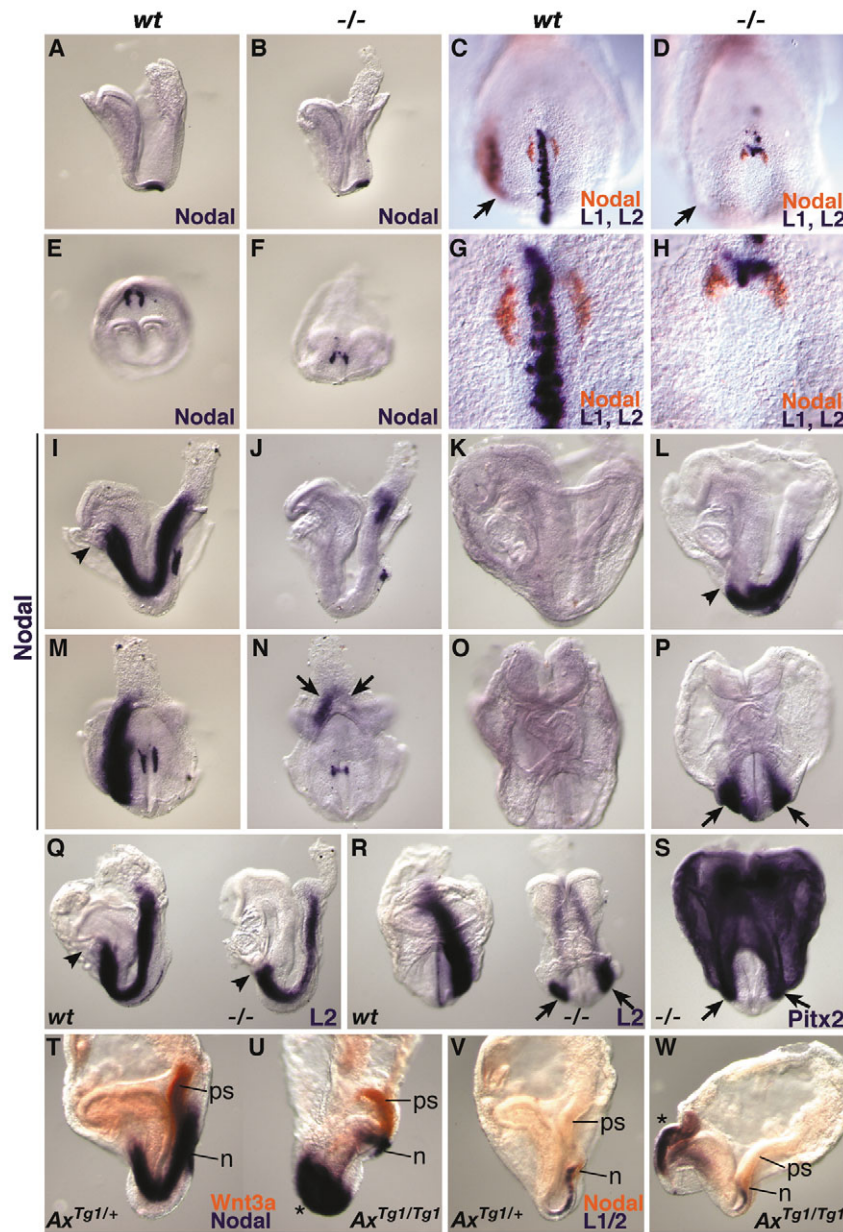 wt -/- wt -/-
A B C D
Nodal Nodal Nodal Nodal
L1, L2 L1, L2
E F G H
Nodal Nodal Nodal Nodal
L1, L2 L1, L2
Nodal
I J K L
M N O P
Q R S
wt -/- L2 wt -/- L2 -/- Pitx2
T U V W
ps ps ps * ps
n n n n
*
Ax^Tg1/+ Wnt3a Ax^Tg1/Tg1 Ax^Tg1/+ Nodal Ax^Tg1/Tg1
Nodal L1/2